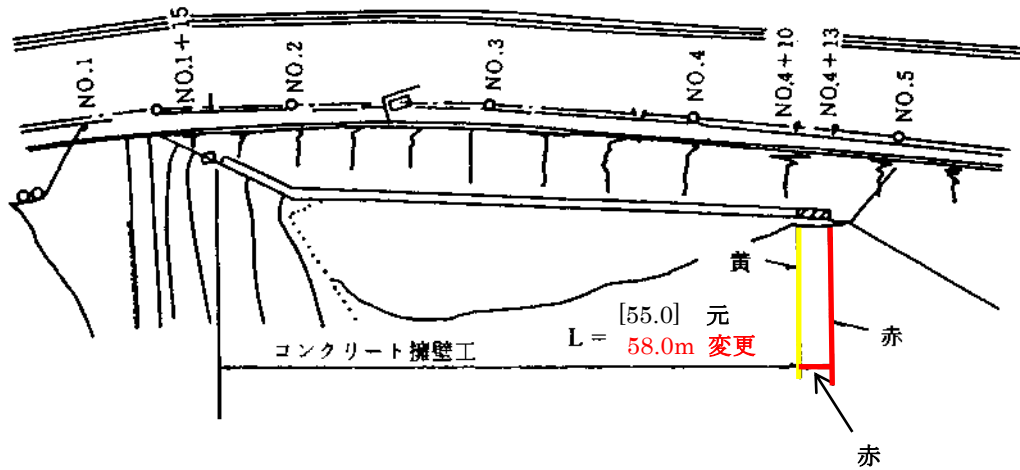 NO.1
NO.1+15
NO.2
NO.3
NO.4
NO.4+10
NO.4+13
NO.5
黄
[55.0] 元
L =
58.0m 変更
赤
コンクリート擁壁工
赤